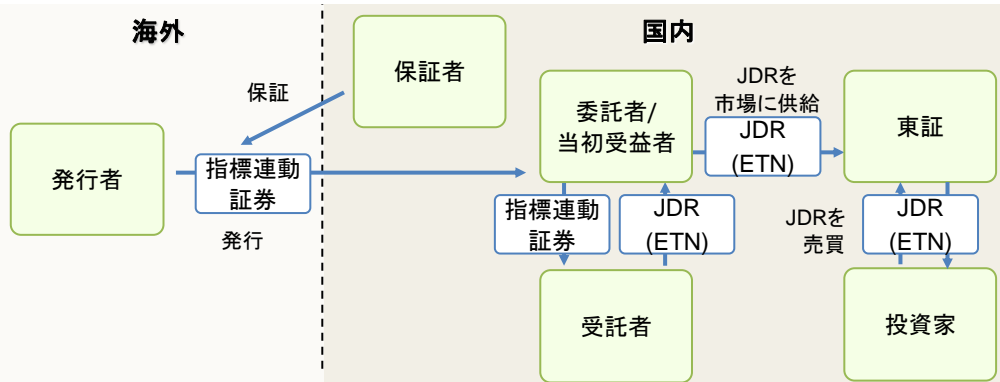 海外
国内
保証者
保証
発行者
指標連動
証券
発行
委託者/
当初受益者
JDRを
市場に供給
JDR
(ETN)
東証
指標連動
証券
JDR
(ETN)
JDRを
売買
JDR
(ETN)
受託者
投資家